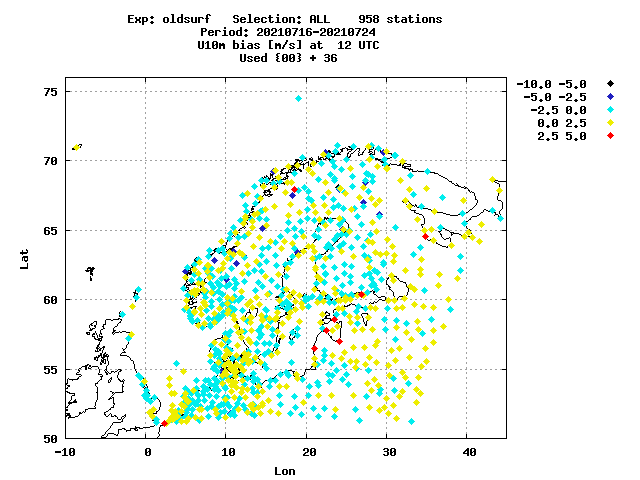 Exp: oldsurf Selection: ALL 958 stations
Period: 20210716-20210724
U10m bias [m/s] at 12 UTC
Used {00} + 36
-10.0 -5.0
-5.0 -2.5
-2.5 0.0
0.0 2.5
2.5 5.0
75
70
65
60
55
50
Lat
-10 0 10 20 30 40
Lon